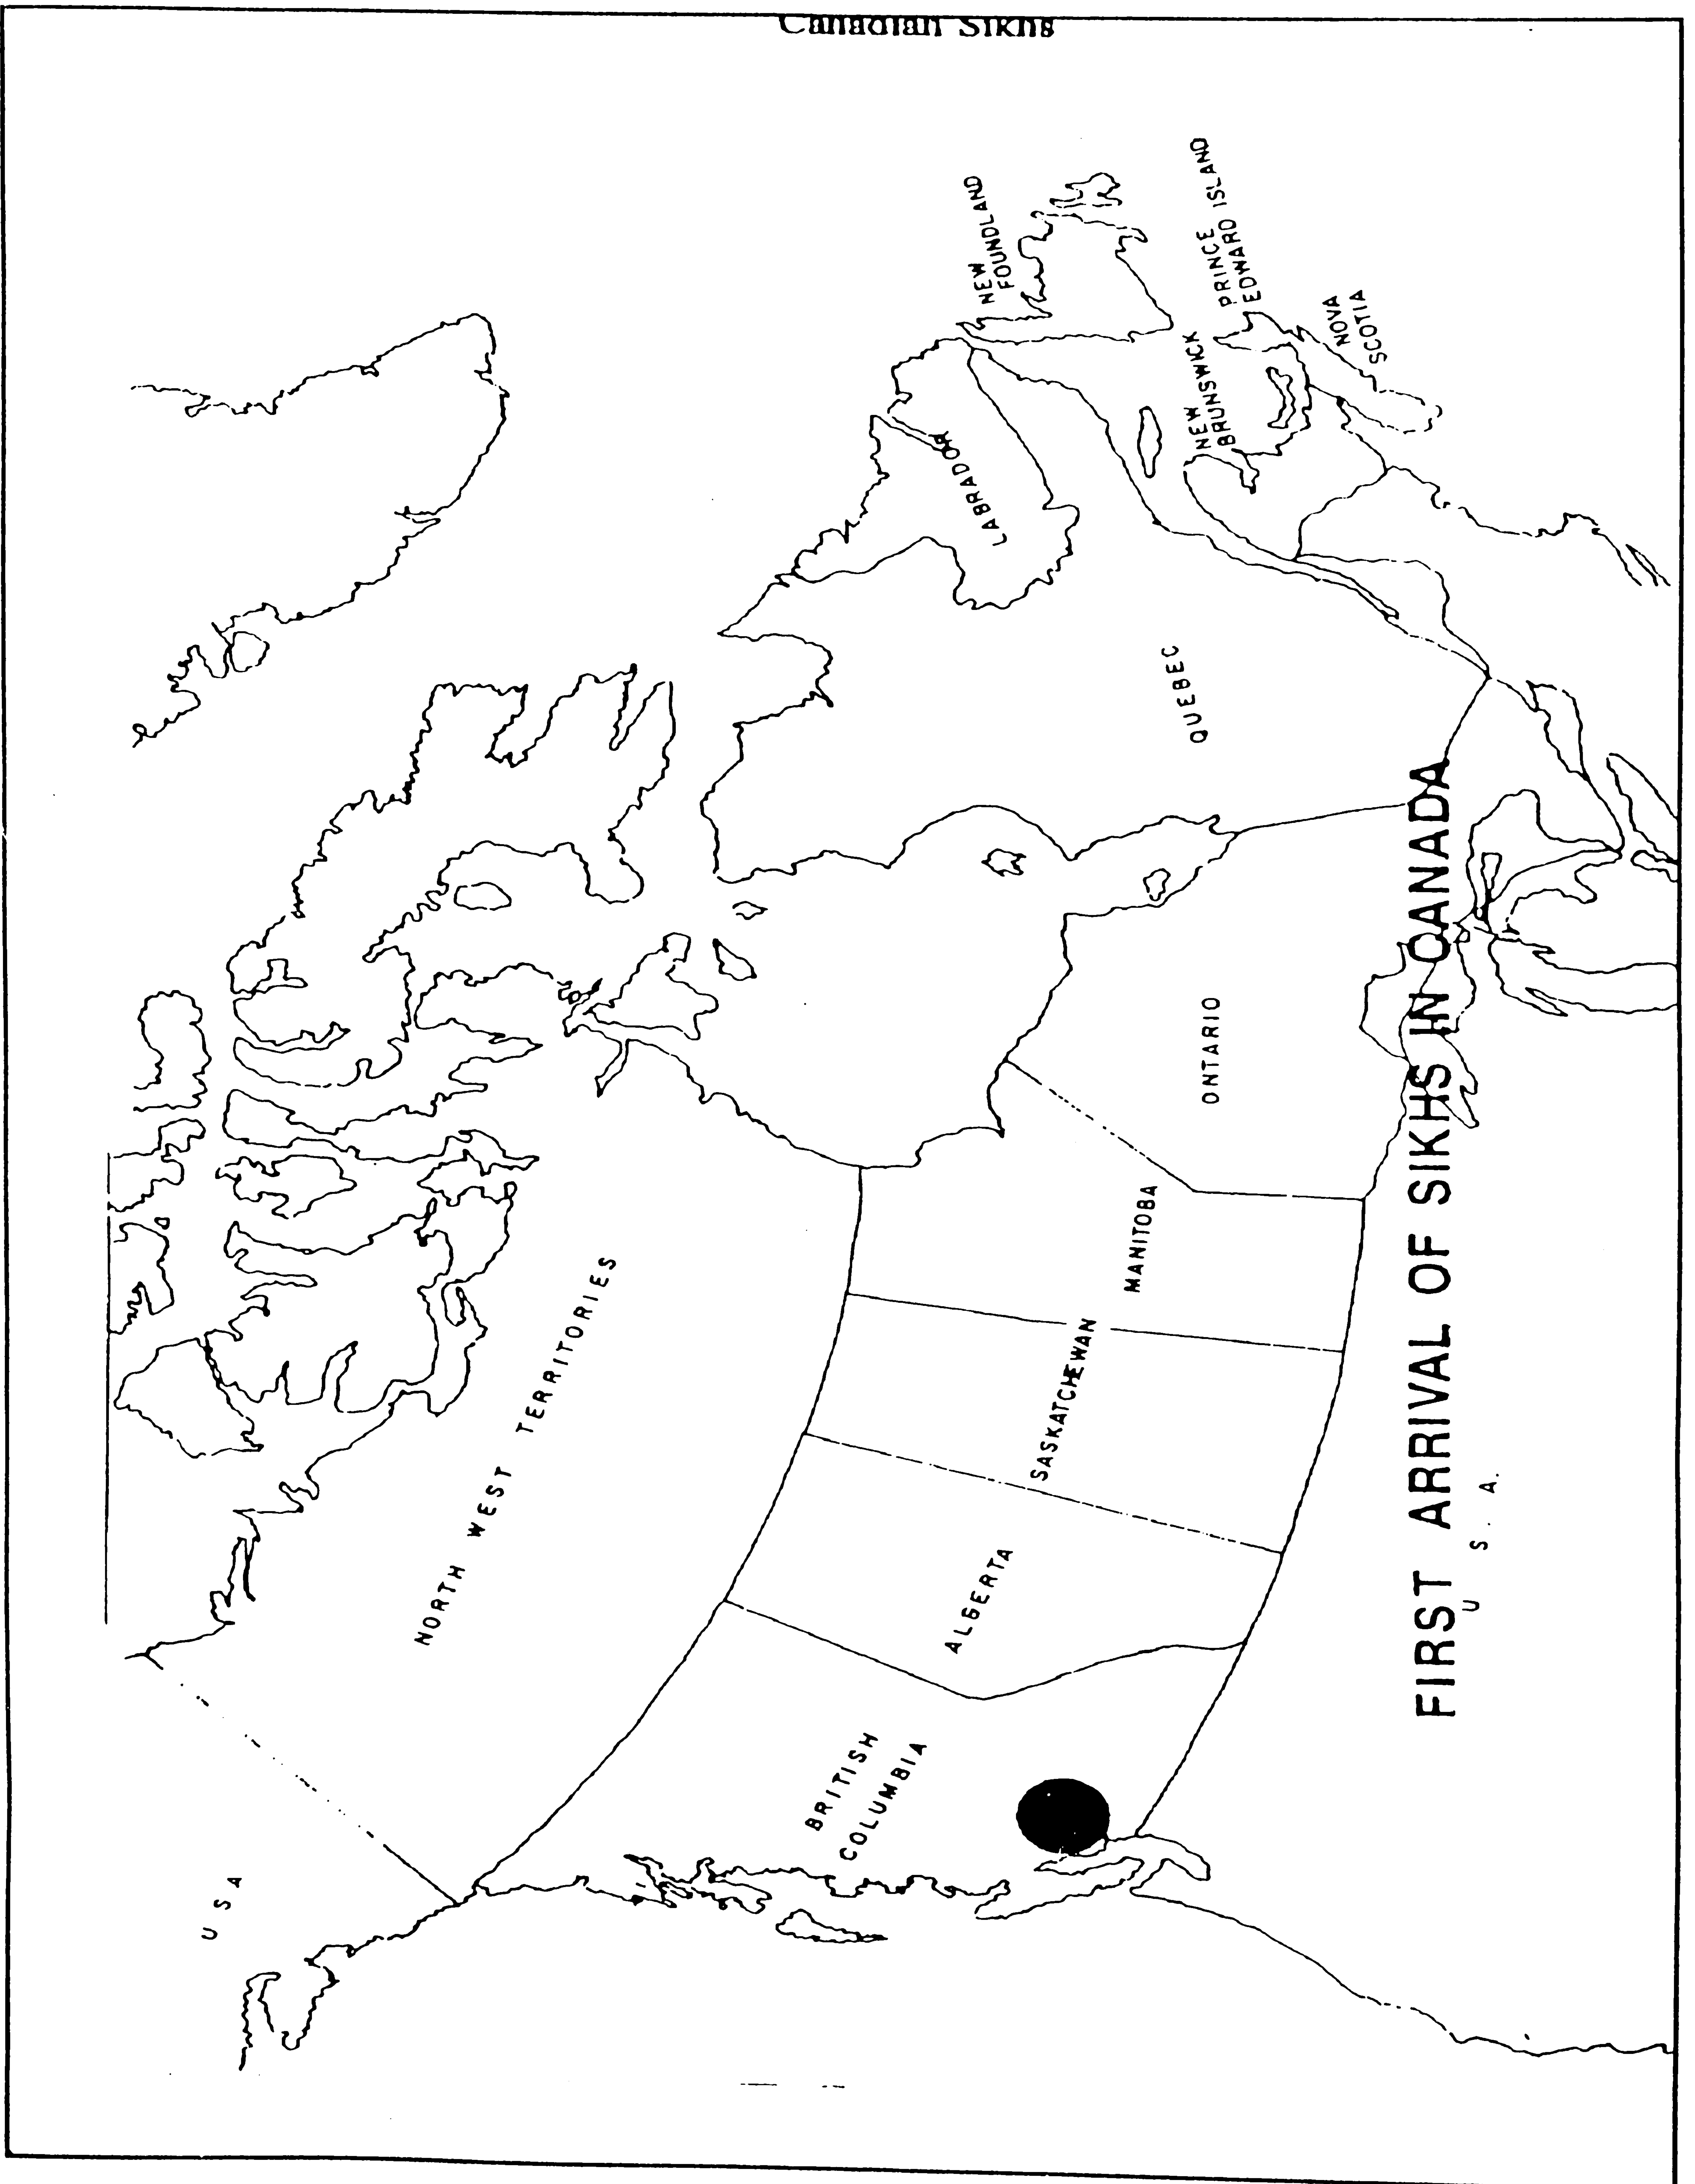 Canadian Sikhs
U S A
NORTH WEST TERRITORIES
BRITISH
COLUMBIA
ALBERTA
SASKATCHEWAN
MANITOBA
ONTARIO
QUEBEC
LABRADOR
NEW
FOUNDLAND
NEW
BRUNSWICK
PRINCE
EDWARD ISLAND
NOVA
SCOTIA
FIRST ARRIVAL OF SIKHS IN CANADA
U S. A.